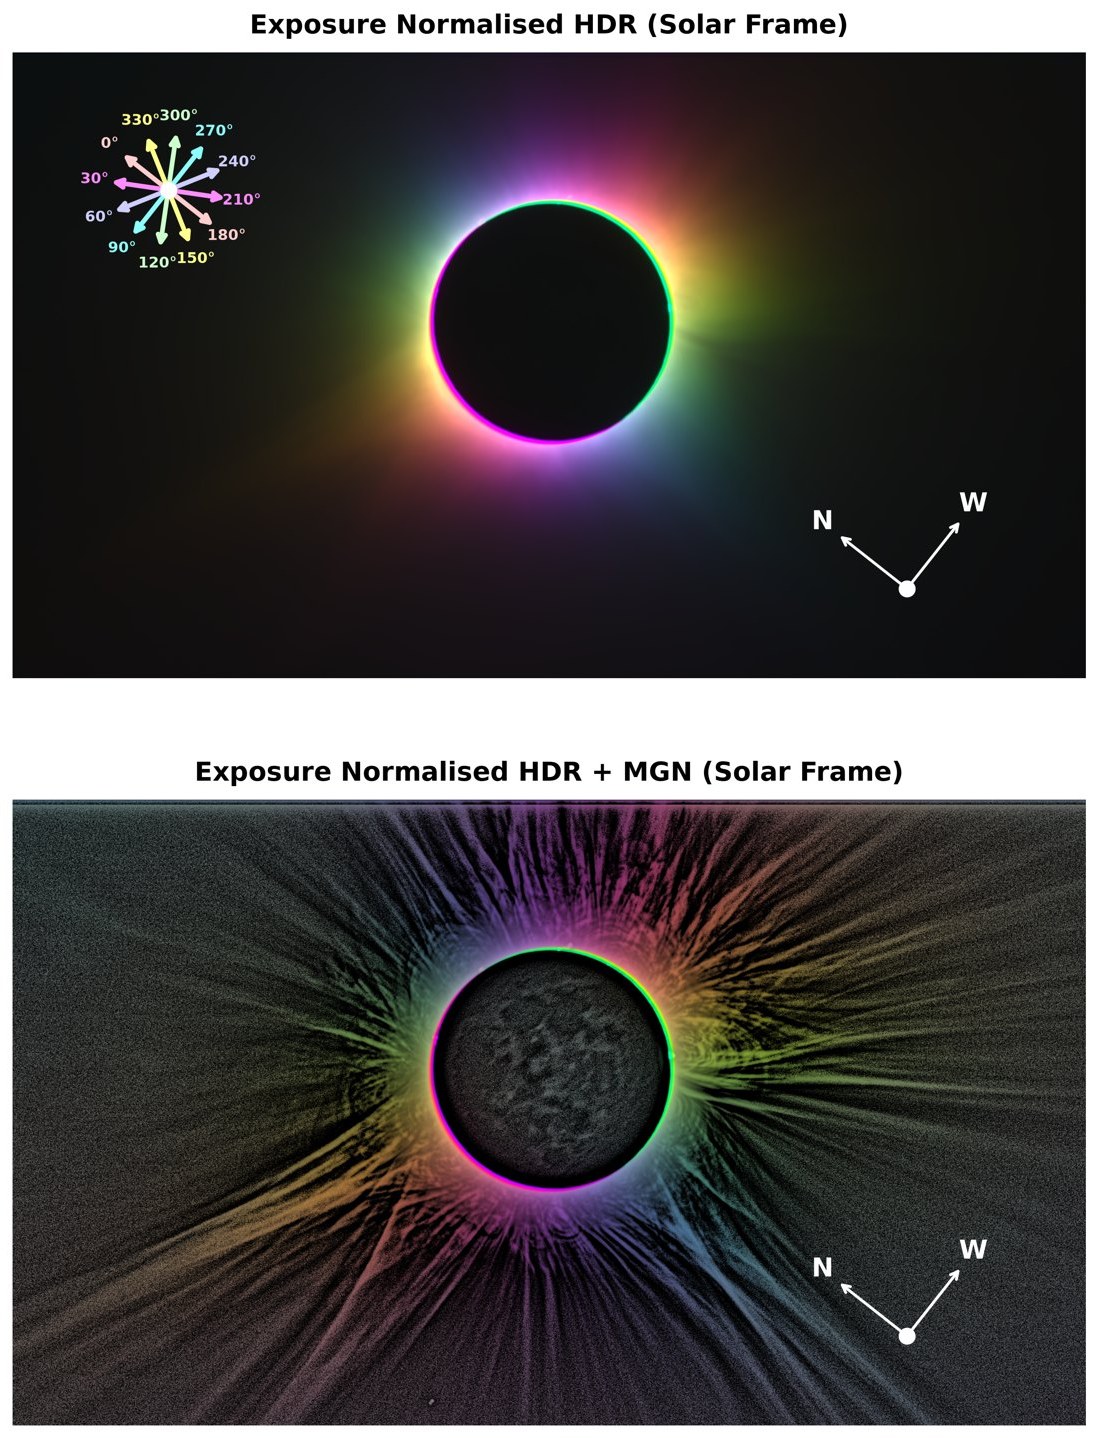 Exposure Normalised HDR (Solar Frame)
330° 300°
0° 270°
30° 240°
60° 210°
90° 180°
120° 150°
N W
Exposure Normalised HDR + MGN (Solar Frame)
N W